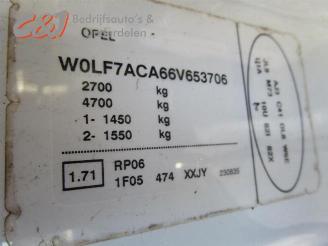 C&J Bedrijfsauto's &
onderdelen
OPEL
W0LF7ACA66V653706
2700 kg
4700 kg
1- 1450 kg
2- 1550 kg
1.71
RP06
1F05 474 XXJY 230835